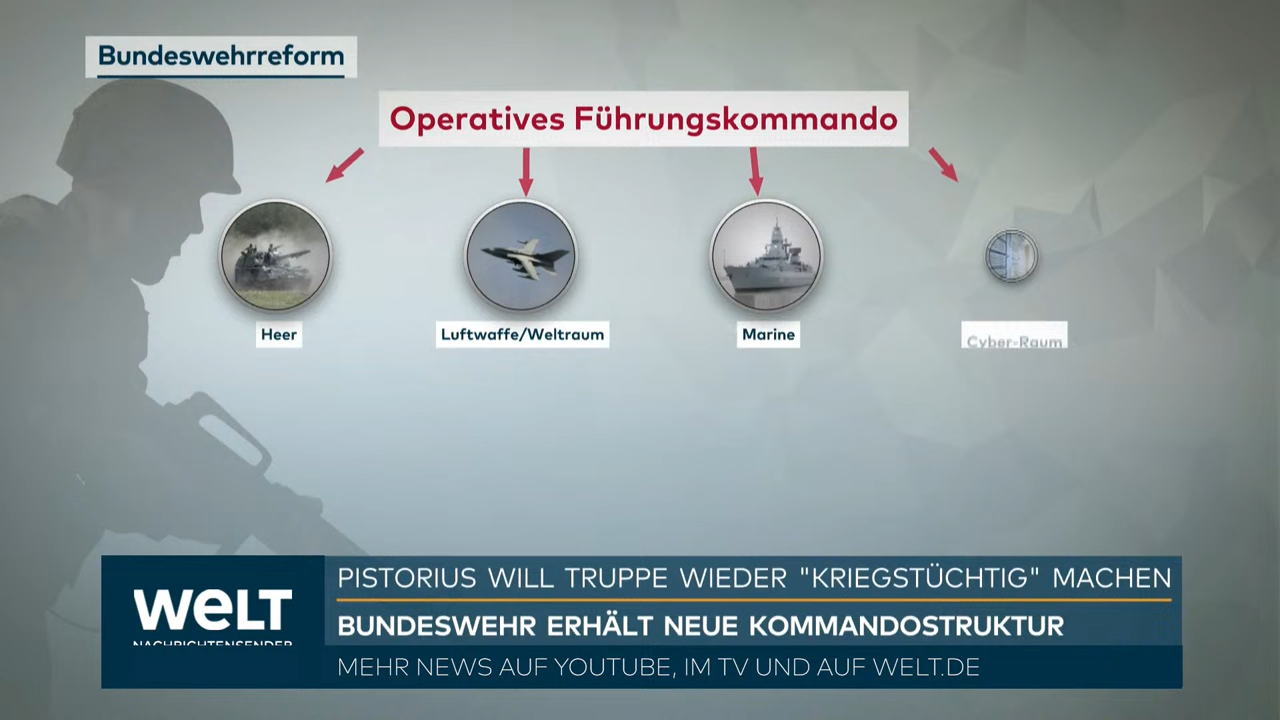 Bundeswehrreform
Operatives Führungskommando
Heer
Luftwaffe/Weltraum
Marine
Cyber-Raum
PISTORIUS WILL TRUPPE WIEDER "KRIEGSTÜCHTIG" MACHEN
BUNDESWEHR ERHÄLT NEUE KOMMANDOSTRUKTUR
MEHR NEWS AUF YOUTUBE, IM TV UND AUF WELT.DE
WELT
NACHRICHTENSENDER